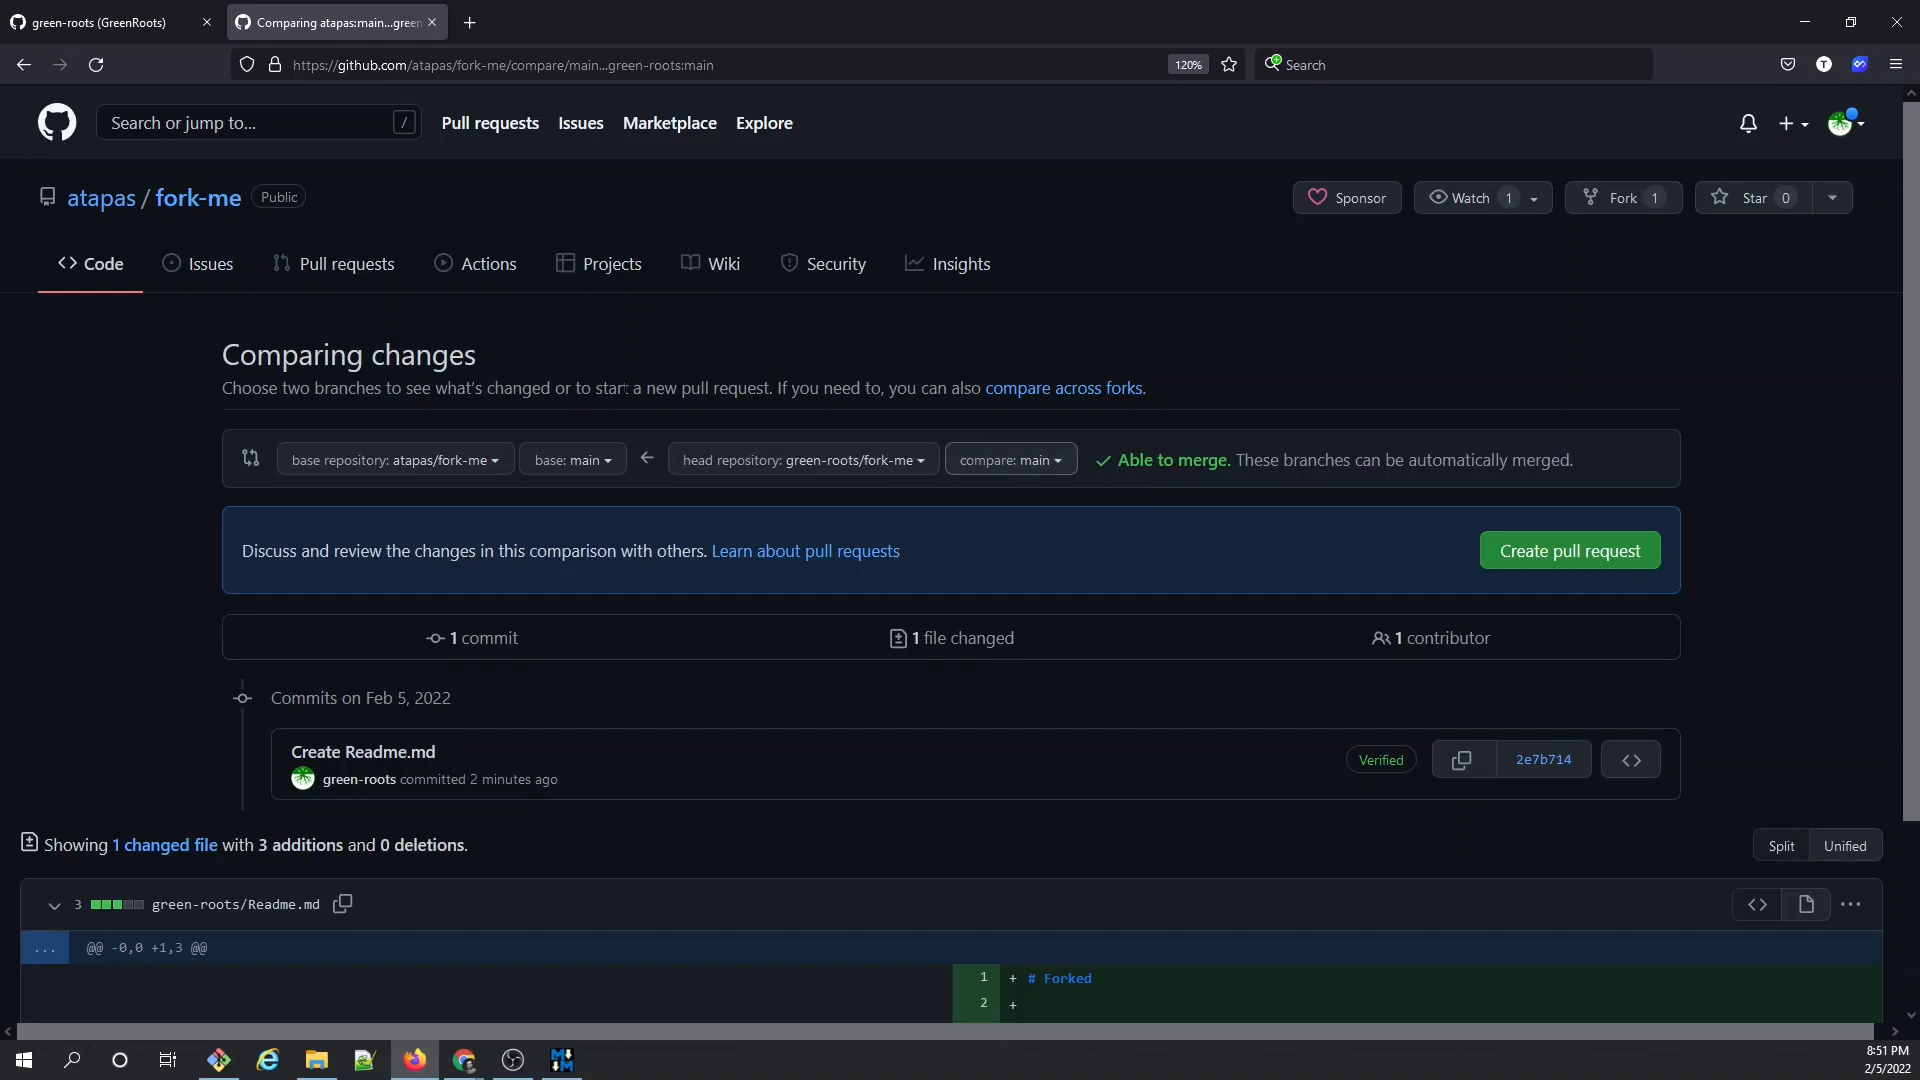 green-roots (GreenRoots)
Comparing atapas:main...green
https://github.com/atapas/fork-me/compare/main...green-roots:main
120%
Search
T
Search or jump to...
/
Pull requests
Issues
Marketplace
Explore
atapas / fork-me
Public
Sponsor
Watch 1
Fork 1
Star 0
Code
Issues
Pull requests
Actions
Projects
Wiki
Security
Insights
Comparing changes
Choose two branches to see what's changed or to start a new pull request. If you need to, you can also compare across forks.
base repository: atapas/fork-me
base: main
head repository: green-roots/fork-me
compare: main
Able to merge. These branches can be automatically merged.
Discuss and review the changes in this comparison with others. Learn about pull requests
Create pull request
1 commit
1 file changed
1 contributor
Commits on Feb 5, 2022
Create Readme.md
green-roots committed 2 minutes ago
Verified
2e7b714
Showing 1 changed file with 3 additions and 0 deletions.
Split
Unified
3
green-roots/Readme.md
...
@@ -0,0 +1,3 @@
1 + # Forked
2 +
8:51 PM
2/5/2022